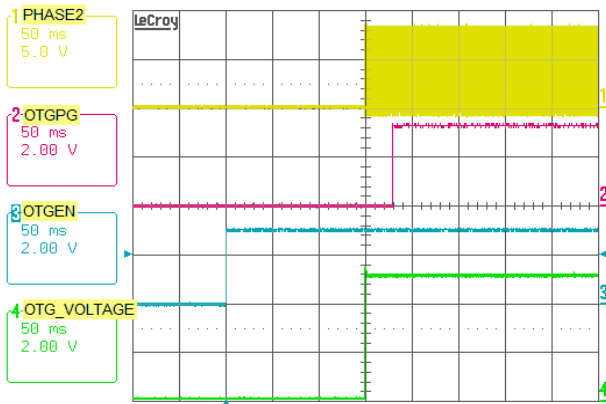 1 PHASE2
50 ms
5.0 V
LeCroy
1
2 OTGPG
50 ms
2.00 V
2
3 OTGEN
50 ms
2.00 V
3
4 OTG_VOLTAGE
50 ms
2.00 V
4